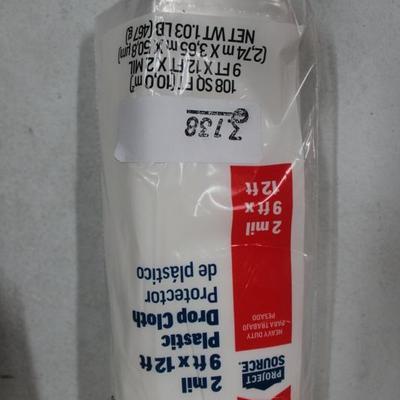 PROJECT
SOURCE.
2 mil
9 ft x 12 ft
Plastic
Drop Cloth
Protector
de plástico
HEAVY DUTY
PARA TRABAJO
PESADO
2 mil
9 ft x
12 ft
108 SQ FT (10,0 m²)
9 FT X 12 FT X 2 MIL
(2,74 m X 3,65 m X 50,8 µm)
NET WT 1.03 LB (467 g)